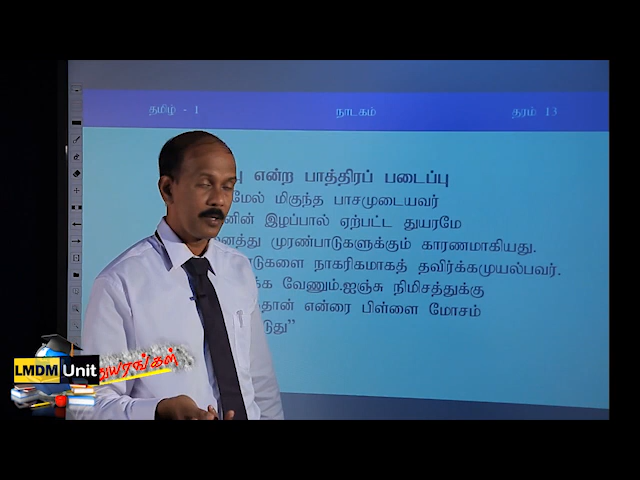 தமிழ் - 1 நாடகம் தரம் 13
என்ற பாத்திரப் படைப்பு
மேல் மிகுந்த பாசமுடையவர்
இழப்பால் ஏற்பட்ட துயரமே
முரண்பாடுகளுக்கும் காரணமாகியது.
நாகரிகமாகத் தவிர்க்கமுயல்பவர்.
வேணும்.ஐஞ்சு நிமிசத்துக்கு
தான் என்ரை பிள்ளை மோசம்
LMDM Unit